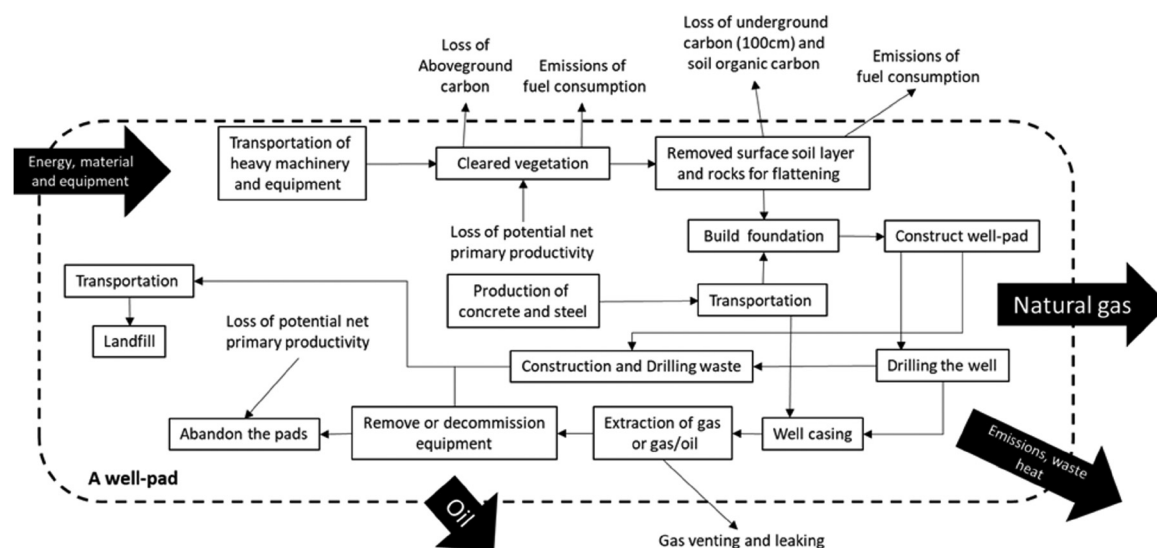 Loss of
Aboveground
carbon
Emissions of
fuel consumption
Loss of underground
carbon (100cm) and
soil organic carbon
Emissions of
fuel consumption
Energy, material
and equipment
Transportation of
heavy machinery
and equipment
Cleared vegetation
Removed surface soil layer
and rocks for flattening
Loss of potential net
primary productivity
Build foundation
Construct well-pad
Transportation
Landfill
Production of
concrete and steel
Transportation
Natural gas
Loss of potential net
primary productivity
Construction and Drilling waste
Drilling the well
Abandon the pads
Remove or decommission
equipment
Extraction of gas
or gas/oil
Well casing
Emissions, waste
heat
A well-pad
Oil
Gas venting and leaking